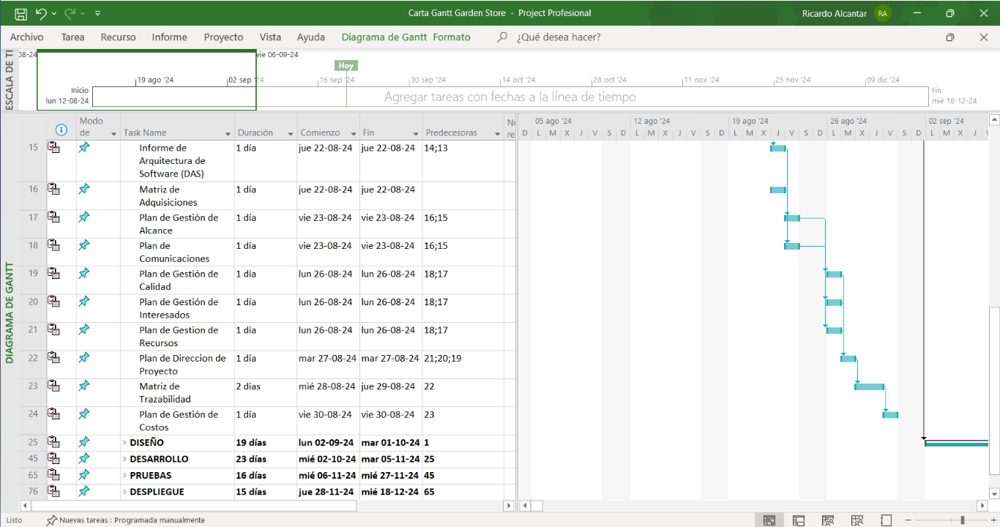 Carta Gantt Garden Store - Project Profesional
Ricardo Alcantar RA
Archivo Tarea Recurso Informe Proyecto Vista Ayuda Diagrama de Gantt Formato ¿Qué desea hacer?
ESCALA DE TI
08-24 vie 06-09-24
Hoy
19 ago '24 02 sep '24 16 sep '24 30 sep '24 14 oct '24 28 oct '24 11 nov '24 25 nov '24 09 dic '24
Inicio
lun 12-08-24
Agregar tareas con fechas a la línea de tiempo
Fin
mié 18-12-24
DIAGRAMA DE GANTT
Modo de Task Name Duración Comienzo Fin Predecesoras
05 ago '24 12 ago '24 19 ago '24 26 ago '24 02 sep '24
D L M X J V S D L M X J V S D L M X J V S D L M X J V S D L M X J V
15 Informe de Arquitectura de Software (DAS) 1 día jue 22-08-24 jue 22-08-24 14;13
16 Matriz de Adquisiciones 1 día jue 22-08-24 jue 22-08-24
17 Plan de Gestión de Alcance 1 día vie 23-08-24 vie 23-08-24 16;15
18 Plan de Comunicaciones 1 día vie 23-08-24 vie 23-08-24 16;15
19 Plan de Gestión de Calidad 1 día lun 26-08-24 lun 26-08-24 18;17
20 Plan de Gestión de Interesados 1 día lun 26-08-24 lun 26-08-24 18;17
21 Plan de Gestion de Recursos 1 día lun 26-08-24 lun 26-08-24 18;17
22 Plan de Direccion de Proyecto 1 día mar 27-08-24 mar 27-08-24 21;20;19
23 Matriz de Trazabilidad 2 días mié 28-08-24 jue 29-08-24 22
24 Plan de Gestión de Costos 1 día vie 30-08-24 vie 30-08-24 23
25 DISEÑO 19 días lun 02-09-24 mar 01-10-24 1
45 DESARROLLO 23 días mié 02-10-24 mar 05-11-24 25
65 PRUEBAS 16 días mié 06-11-24 mié 27-11-24 45
76 DESPLIEGUE 15 días jue 28-11-24 mié 18-12-24 65
Listo Nuevas tareas : Programada manualmente